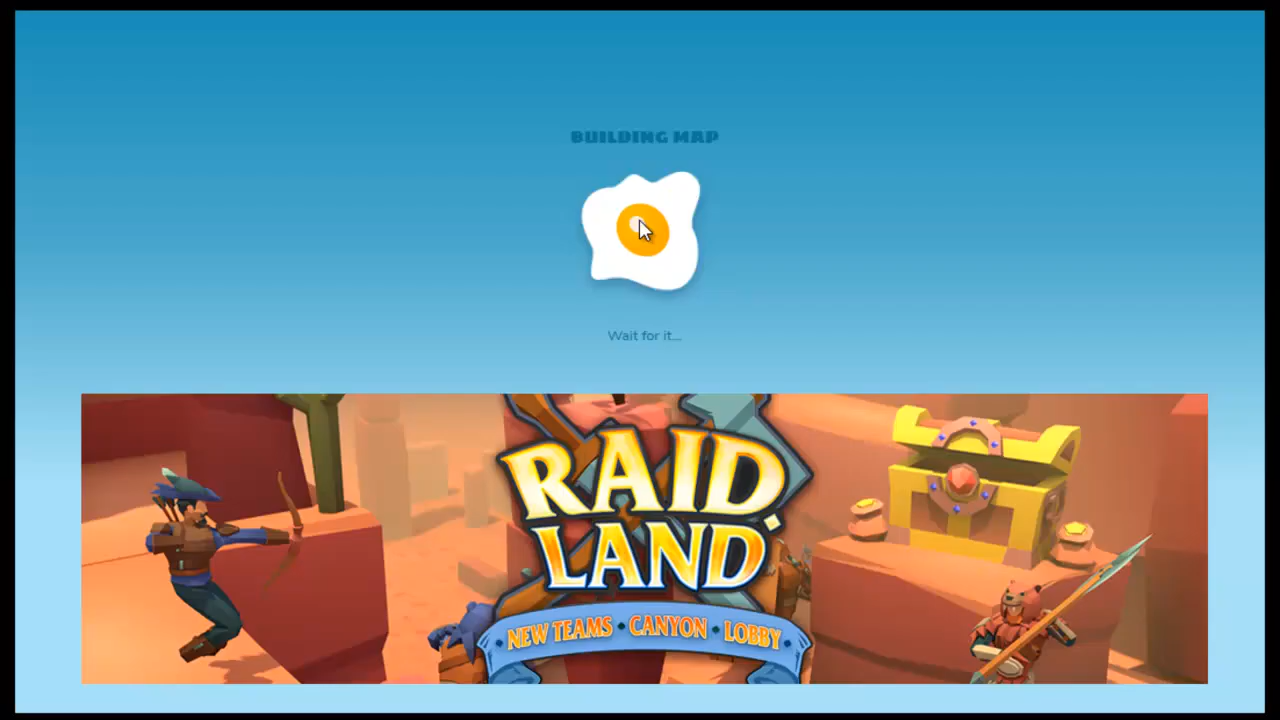 BUILDING MAP
Wait for it...
RAID
LAND
NEW TEAMS • CANYON • LOBBY